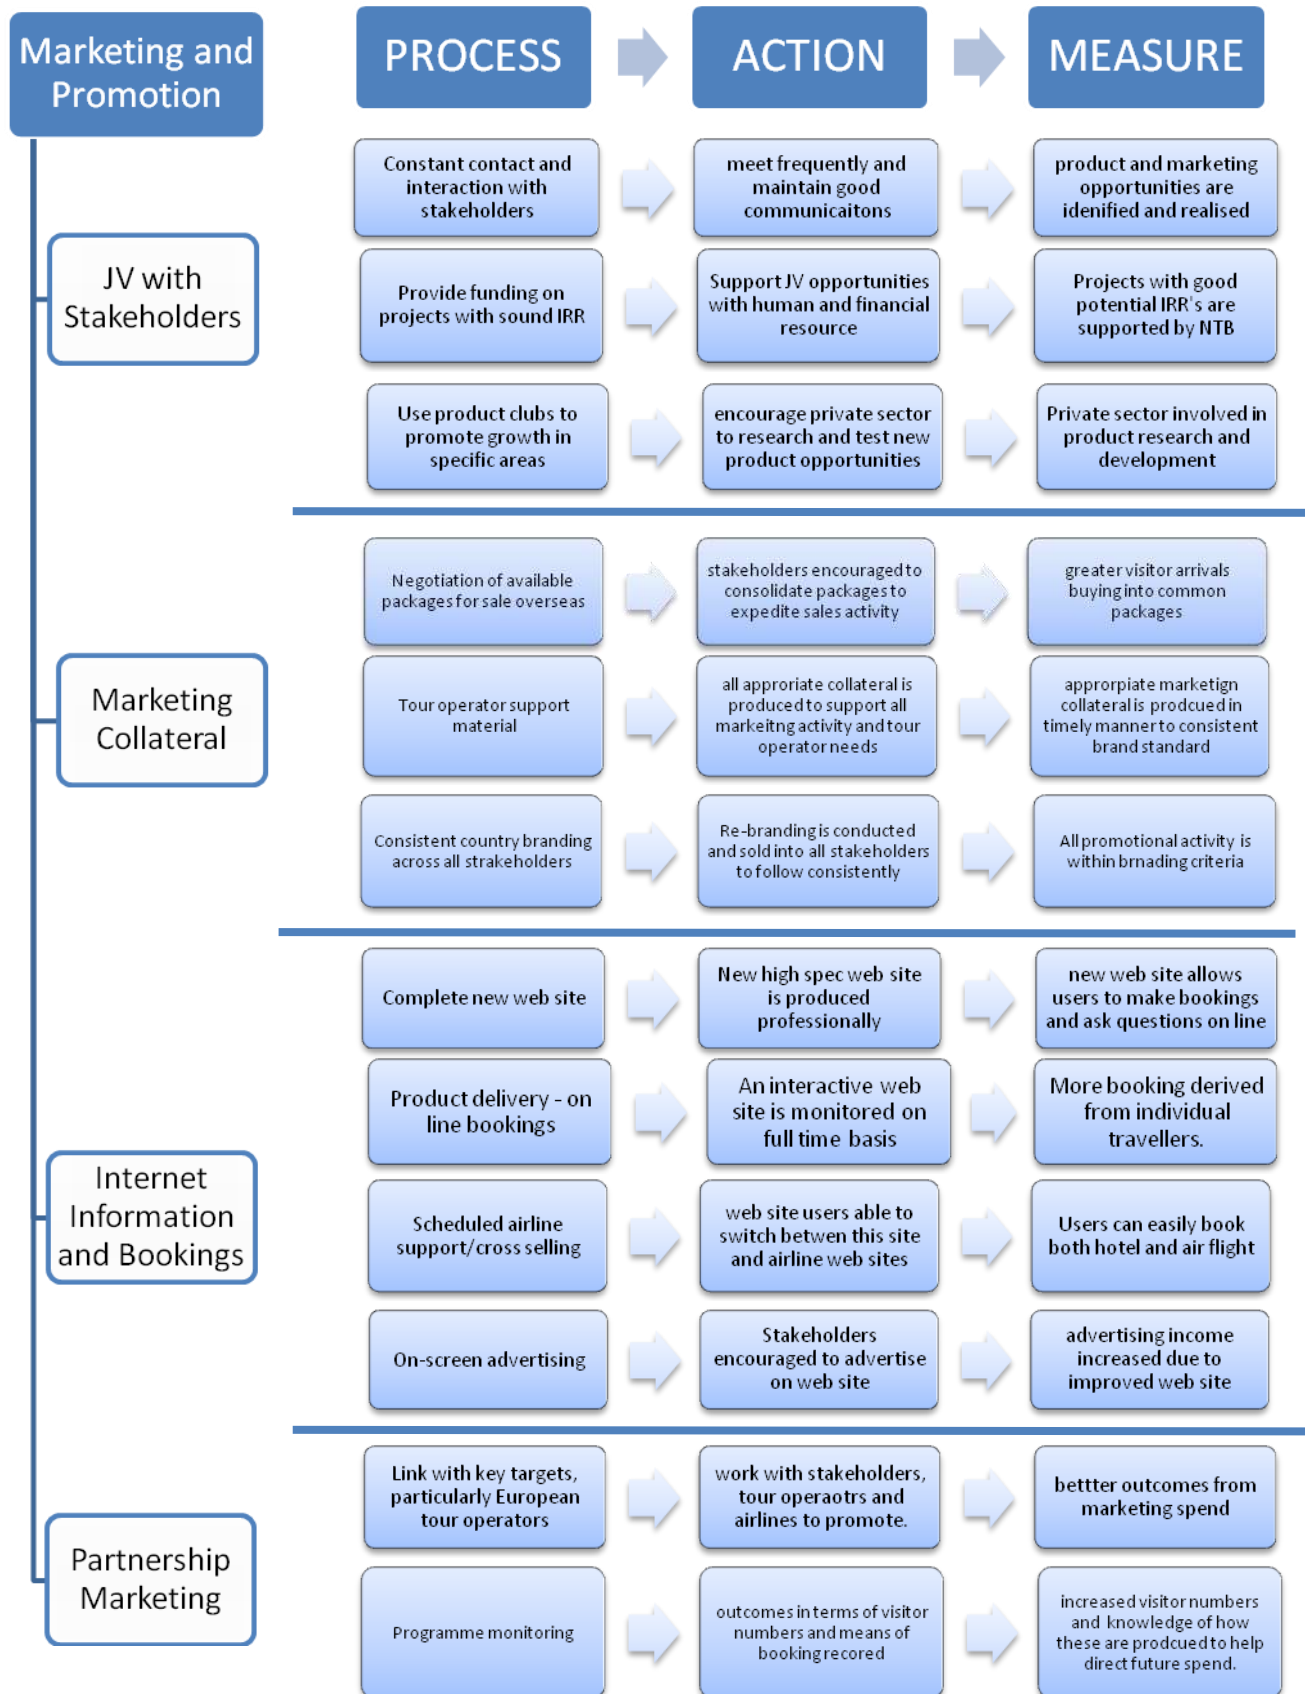 Marketing and
Promotion
PROCESS
ACTION
MEASURE
JV with
Stakeholders
Constant contact and
interaction with
stakeholders
meet frequently and
maintain good
communicaitons
product and marketing
opportunities are
idenified and realised
Provide funding on
projects with sound IRR
Support JV opportunities
with human and financial
resource
Projects with good
potential IRR's are
supported by NTB
Use product clubs to
promote growth in
specific areas
encourage private sector
to research and test new
product opportunities
Private sector involved in
product research and
development
Marketing
Collateral
Negotiation of available
packages for sale overseas
stakeholders encouraged to
consolidate packages to
expedite sales activity
greater visitor arrivals
buying into common
packages
Tour operator support
material
all approriate collateral is
produced to support all
markeitng activity and tour
operator needs
approrpiate marketign
collateral is prodcued in
timely manner to consistent
brand standard
Consistent country branding
across all strakeholders
Re-branding is conducted
and sold into all stakeholders
to follow consistently
All promotional activity is
within brnading criteria
Internet
Information
and Bookings
Complete new web site
New high spec web site
is produced
professionally
new web site allows
users to make bookings
and ask questions on line
Product delivery - on
line bookings
An interactive web
site is monitored on
full time basis
More booking derived
from individual
travellers.
Scheduled airline
support/cross selling
web site users able to
switch betwen this site
and airline web sites
Users can easily book
both hotel and air flight
On-screen advertising
Stakeholders
encouraged to advertise
on web site
advertising income
increased due to
improved web site
Partnership
Marketing
Link with key targets,
particularly European
tour operators
work with stakeholders,
tour operaotrs and
airlines to promote.
bettter outcomes from
marketing spend
Programme monitoring
outcomes in terms of visitor
numbers and means of
booking recored
increased visitor numbers
and knowledge of how
these are prodcued to help
direct future spend.